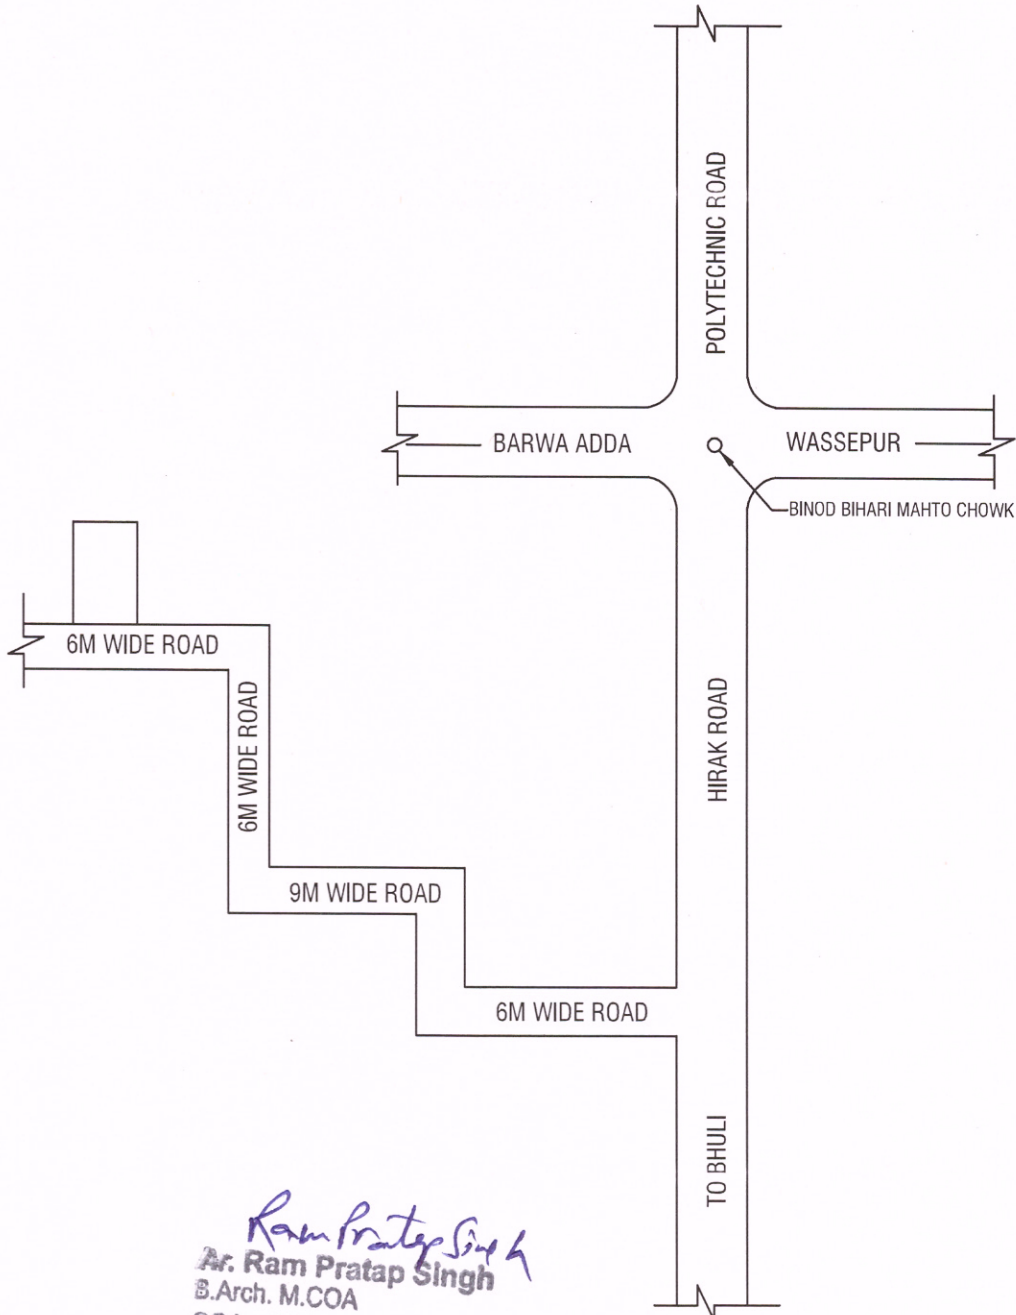 POLYTECHNIC ROAD
BARWA ADDA
WASSEPUR
BINOD BIHARI MAHTO CHOWK
6M WIDE ROAD
6M WIDE ROAD
HIRAK ROAD
9M WIDE ROAD
6M WIDE ROAD
TO BHULI
Ram Pratap Singh
Ar. Ram Pratap Singh
B.Arch. M.COA